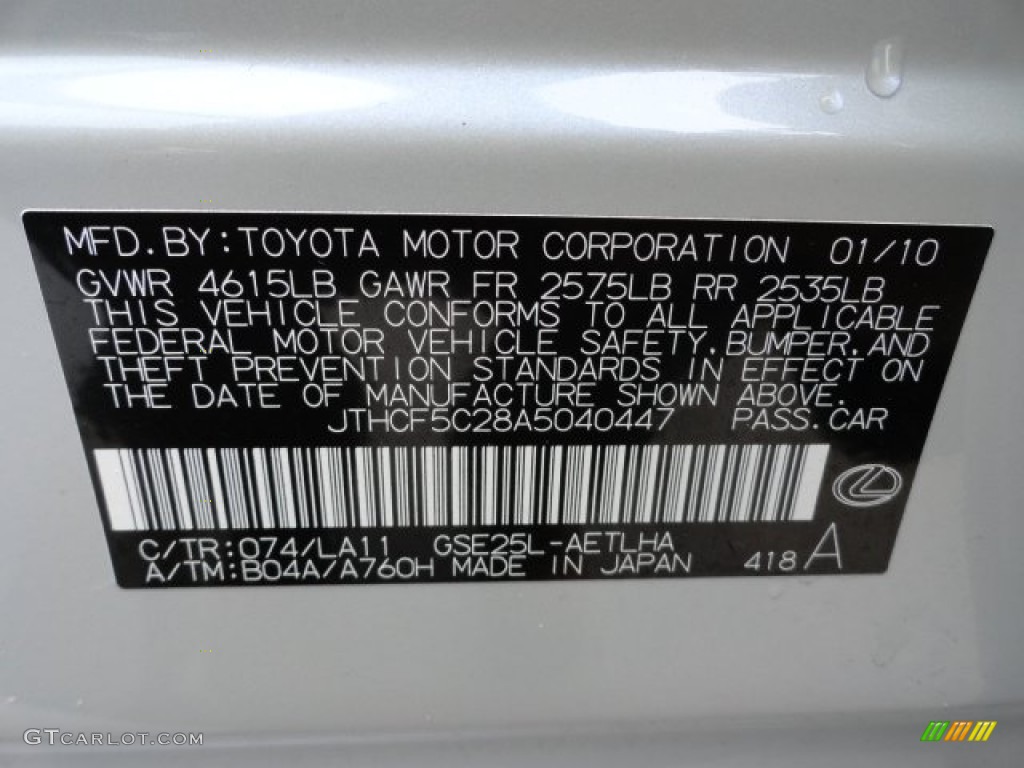 MFD.BY:TOYOTA MOTOR CORPORATION 01/10
GVWR 4615LB GAWR FR 2575LB RR 2535LB
THIS VEHICLE CONFORMS TO ALL APPLICABLE
FEDERAL MOTOR VEHICLE SAFETY,BUMPER,AND
THEFT PREVENTION STANDARDS IN EFFECT ON
THE DATE OF MANUFACTURE SHOWN ABOVE.
JTHCF5C28A5040447 PASS.CAR
C/TR:074/LA11 GSE25L-AETLHA
A/TM:B04A/A760H MADE IN JAPAN 418 A
GTCARLOT.COM